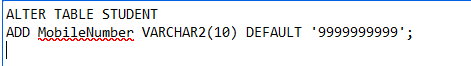 ALTER TABLE STUDENT
ADD MobileNumber VARCHAR2(10) DEFAULT '9999999999';